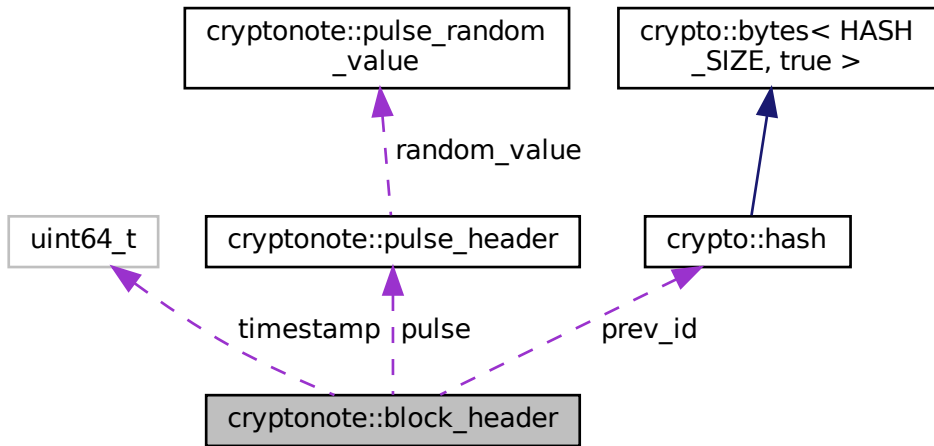 cryptonote::pulse_random
_value
crypto::bytes< HASH
_SIZE, true >
random_value
uint64_t
cryptonote::pulse_header
crypto::hash
timestamp
pulse
prev_id
cryptonote::block_header